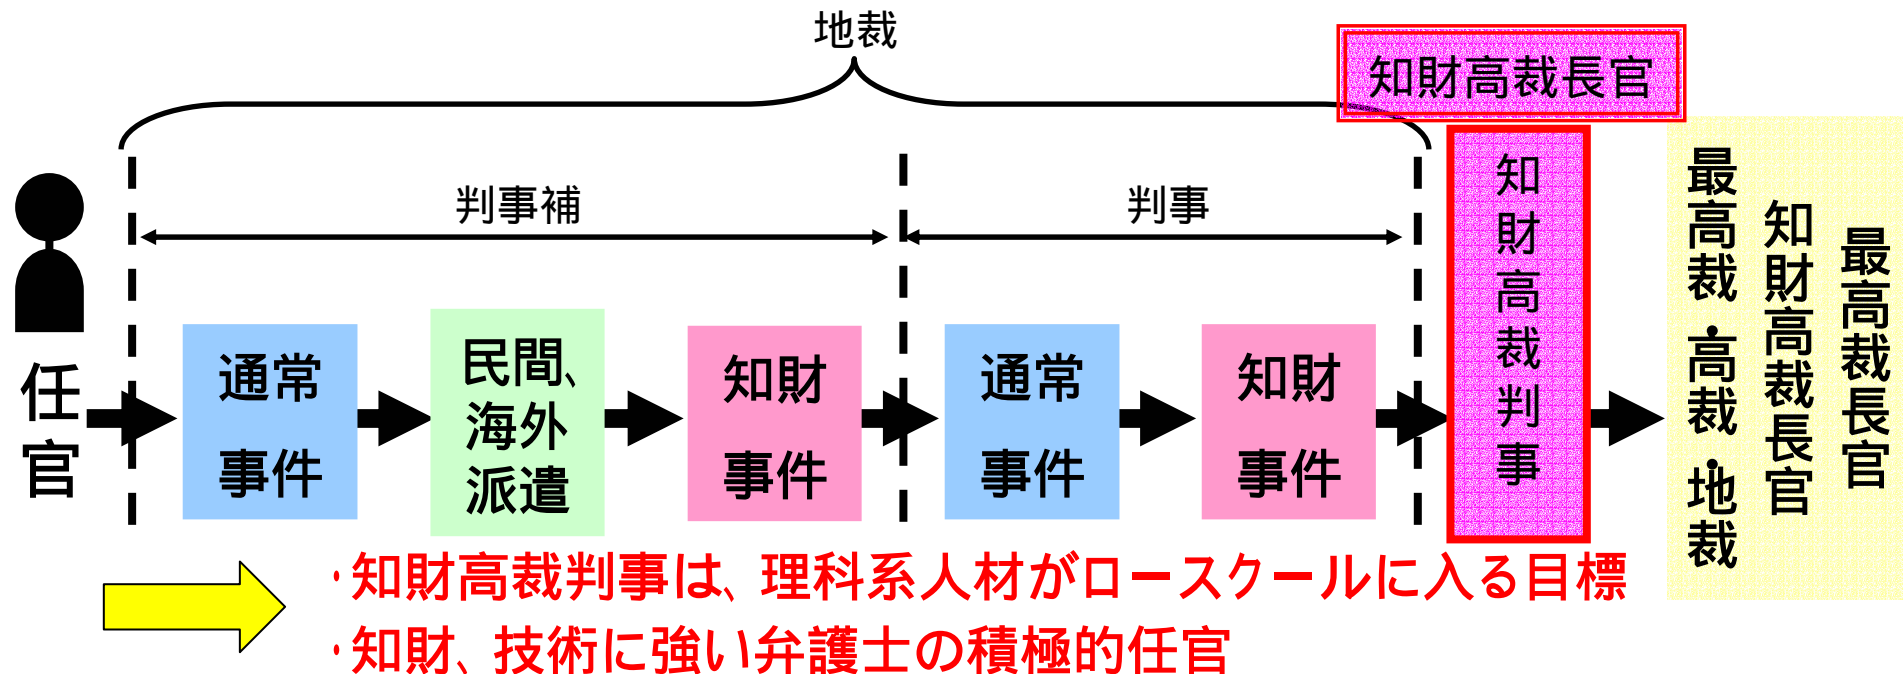 地裁
知財高裁長官
判事補
判事
任官
通常
事件
民間、
海外
派遣
知財
事件
通常
事件
知財
事件
知財高裁判事
最高裁・高裁・地裁
知財高裁長官
最高裁長官
・知財高裁判事は、理科系人材がロースクールに入る目標
・知財、技術に強い弁護士の積極的任官